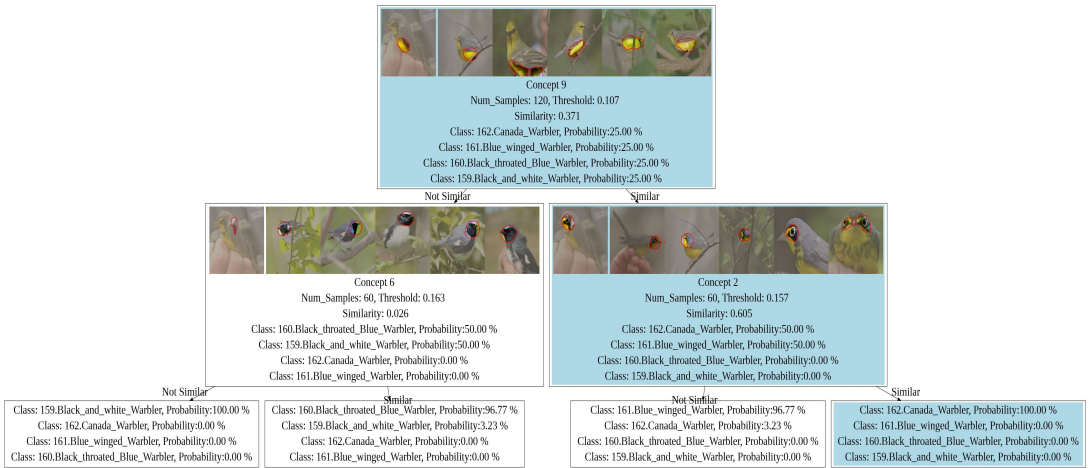 Concept 9
Num_Samples: 120, Threshold: 0.107
Similarity: 0.371
Class: 162.Canada_Warbler, Probability:25.00 %
Class: 161.Blue_winged_Warbler, Probability:25.00 %
Class: 160.Black_throated_Blue_Warbler, Probability:25.00 %
Class: 159.Black_and_white_Warbler, Probability:25.00 %
Not Similar
Similar
Concept 6
Num_Samples: 60, Threshold: 0.163
Similarity: 0.026
Class: 160.Black_throated_Blue_Warbler, Probability:50.00 %
Class: 159.Black_and_white_Warbler, Probability:50.00 %
Class: 162.Canada_Warbler, Probability:0.00 %
Class: 161.Blue_winged_Warbler, Probability:0.00 %
Concept 2
Num_Samples: 60, Threshold: 0.157
Similarity: 0.605
Class: 162.Canada_Warbler, Probability:50.00 %
Class: 161.Blue_winged_Warbler, Probability:50.00 %
Class: 160.Black_throated_Blue_Warbler, Probability:0.00 %
Class: 159.Black_and_white_Warbler, Probability:0.00 %
Not Similar
Similar
Not Similar
Similar
Class: 159.Black_and_white_Warbler, Probability:100.00 %
Class: 162.Canada_Warbler, Probability:0.00 %
Class: 161.Blue_winged_Warbler, Probability:0.00 %
Class: 160.Black_throated_Blue_Warbler, Probability:0.00 %
Class: 160.Black_throated_Blue_Warbler, Probability:96.77 %
Class: 159.Black_and_white_Warbler, Probability:3.23 %
Class: 162.Canada_Warbler, Probability:0.00 %
Class: 161.Blue_winged_Warbler, Probability:0.00 %
Class: 161.Blue_winged_Warbler, Probability:96.77 %
Class: 162.Canada_Warbler, Probability:3.23 %
Class: 160.Black_throated_Blue_Warbler, Probability:0.00 %
Class: 159.Black_and_white_Warbler, Probability:0.00 %
Class: 162.Canada_Warbler, Probability:100.00 %
Class: 161.Blue_winged_Warbler, Probability:0.00 %
Class: 160.Black_throated_Blue_Warbler, Probability:0.00 %
Class: 159.Black_and_white_Warbler, Probability:0.00 %